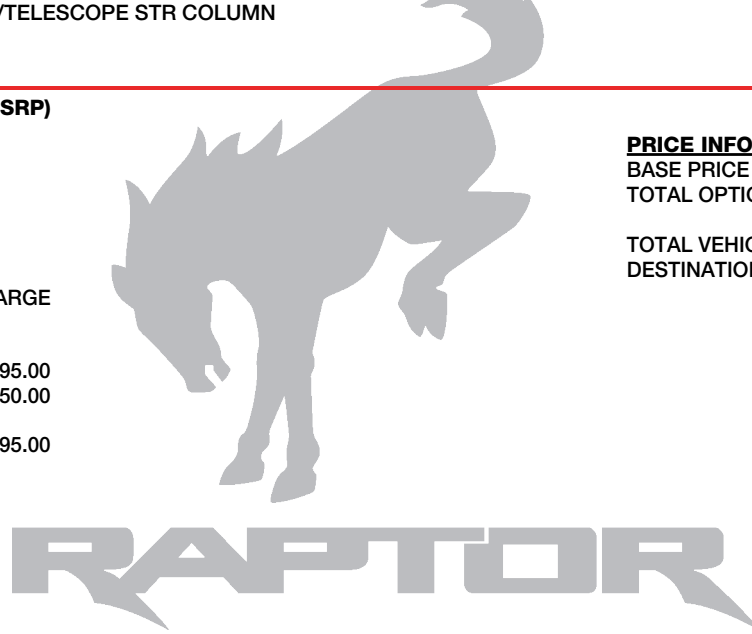 /TELESCOPE STR COLUMN
SRP)
ARGE
95.00
50.00
95.00
PRICE INFO
BASE PRICE
TOTAL OPTIO
TOTAL VEHIC
DESTINATION
RAPTOR